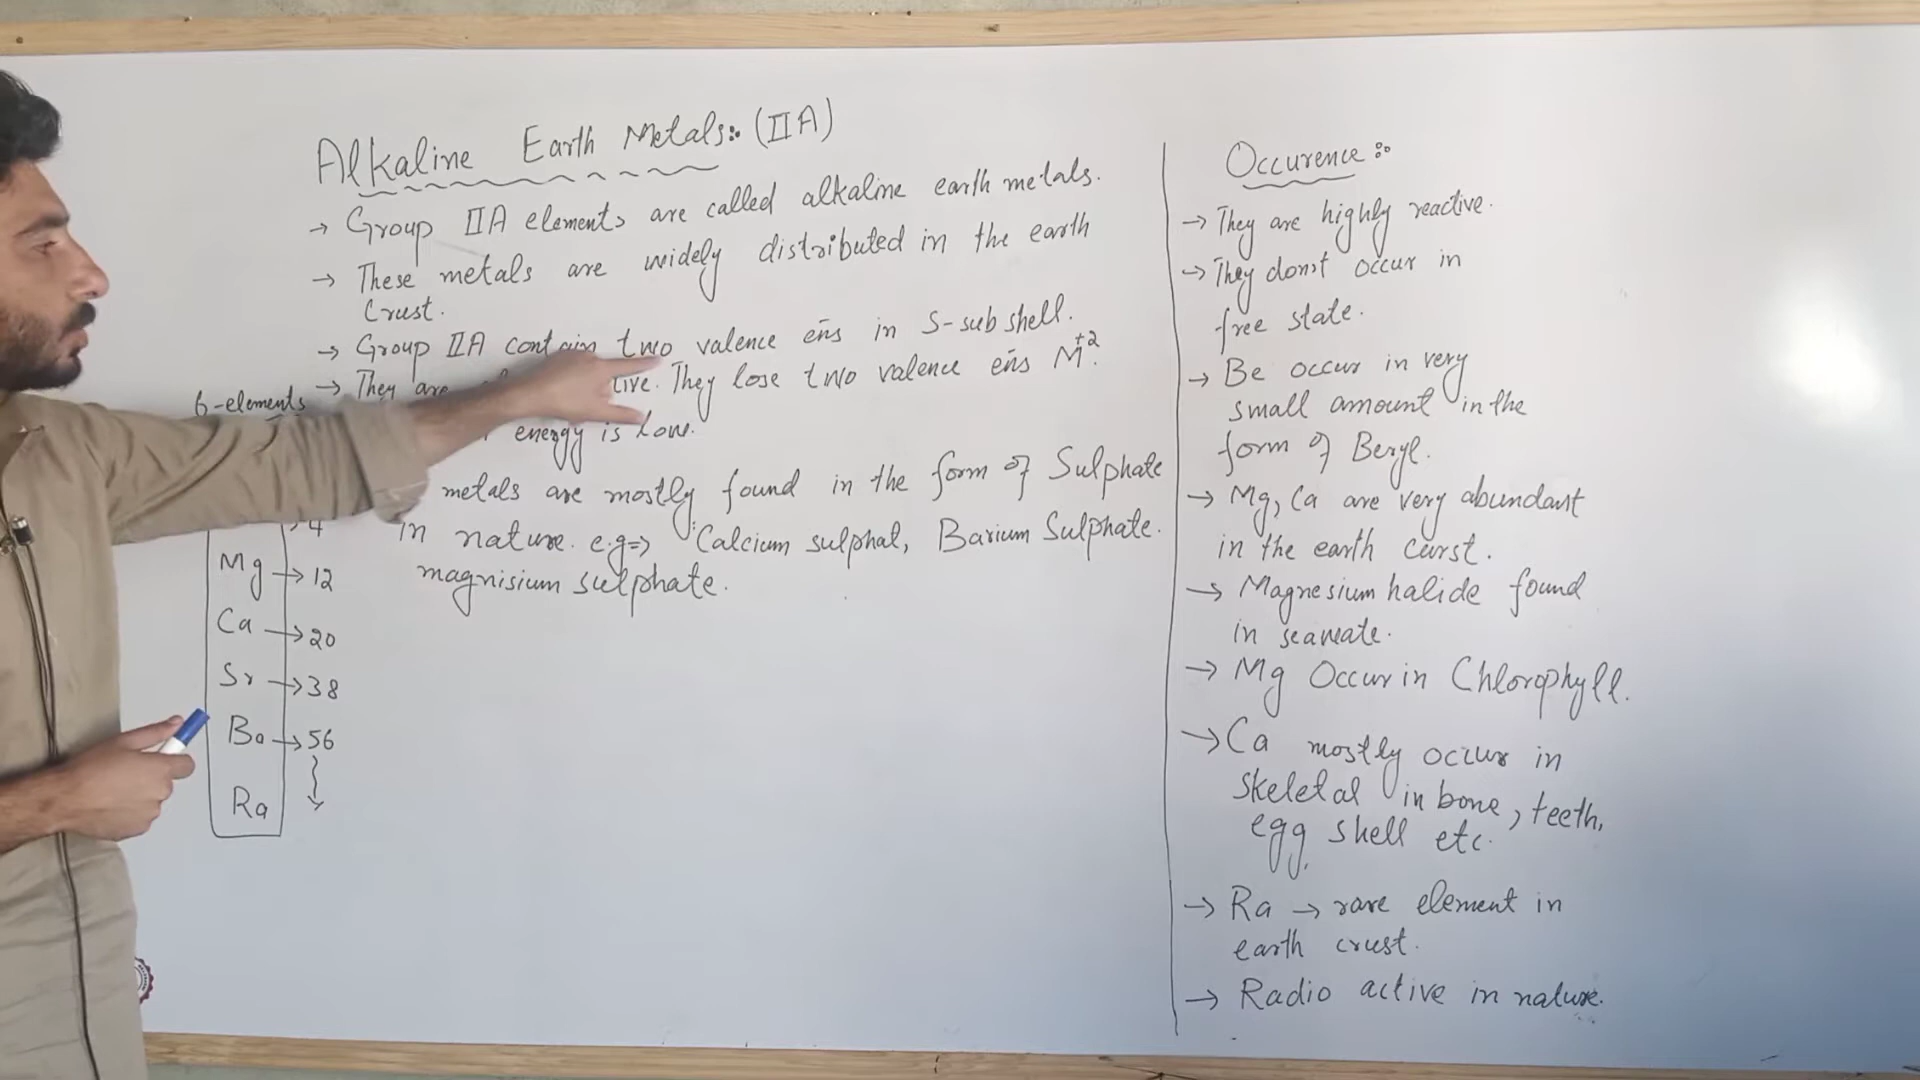 Alkaline Earth Metals: (IIA)
→ Group IIA elements are called alkaline earth metals.
→ These metals are widely distributed in the earth
Crust.
→ Group IIA contain two valence ens in S-subshell.
→ They are They lose two valence ens M+2.
energy is low.
metals are mostly found in the form of Sulphate
in nature. e.g=> Calcium sulphat, Barium Sulphate.
magnisium sulphate.
6-elements
→ 4
Mg → 12
Ca → 20
Sr → 38
Ba → 56
Ra
Occurence:
→ They are highly reactive.
→ They don't occur in
free state.
→ Be occur in very
small amount in the
form of Beryl.
→ Mg, Ca are very abundant
in the earth curst.
→ Magnesium halide found
in seawate.
→ Mg Occur in Chlorophyll.
→ Ca mostly occur in
skeletal in bone, teeth,
egg shell etc.
→ Ra → rare element in
earth crust.
→ Radio active in nature.